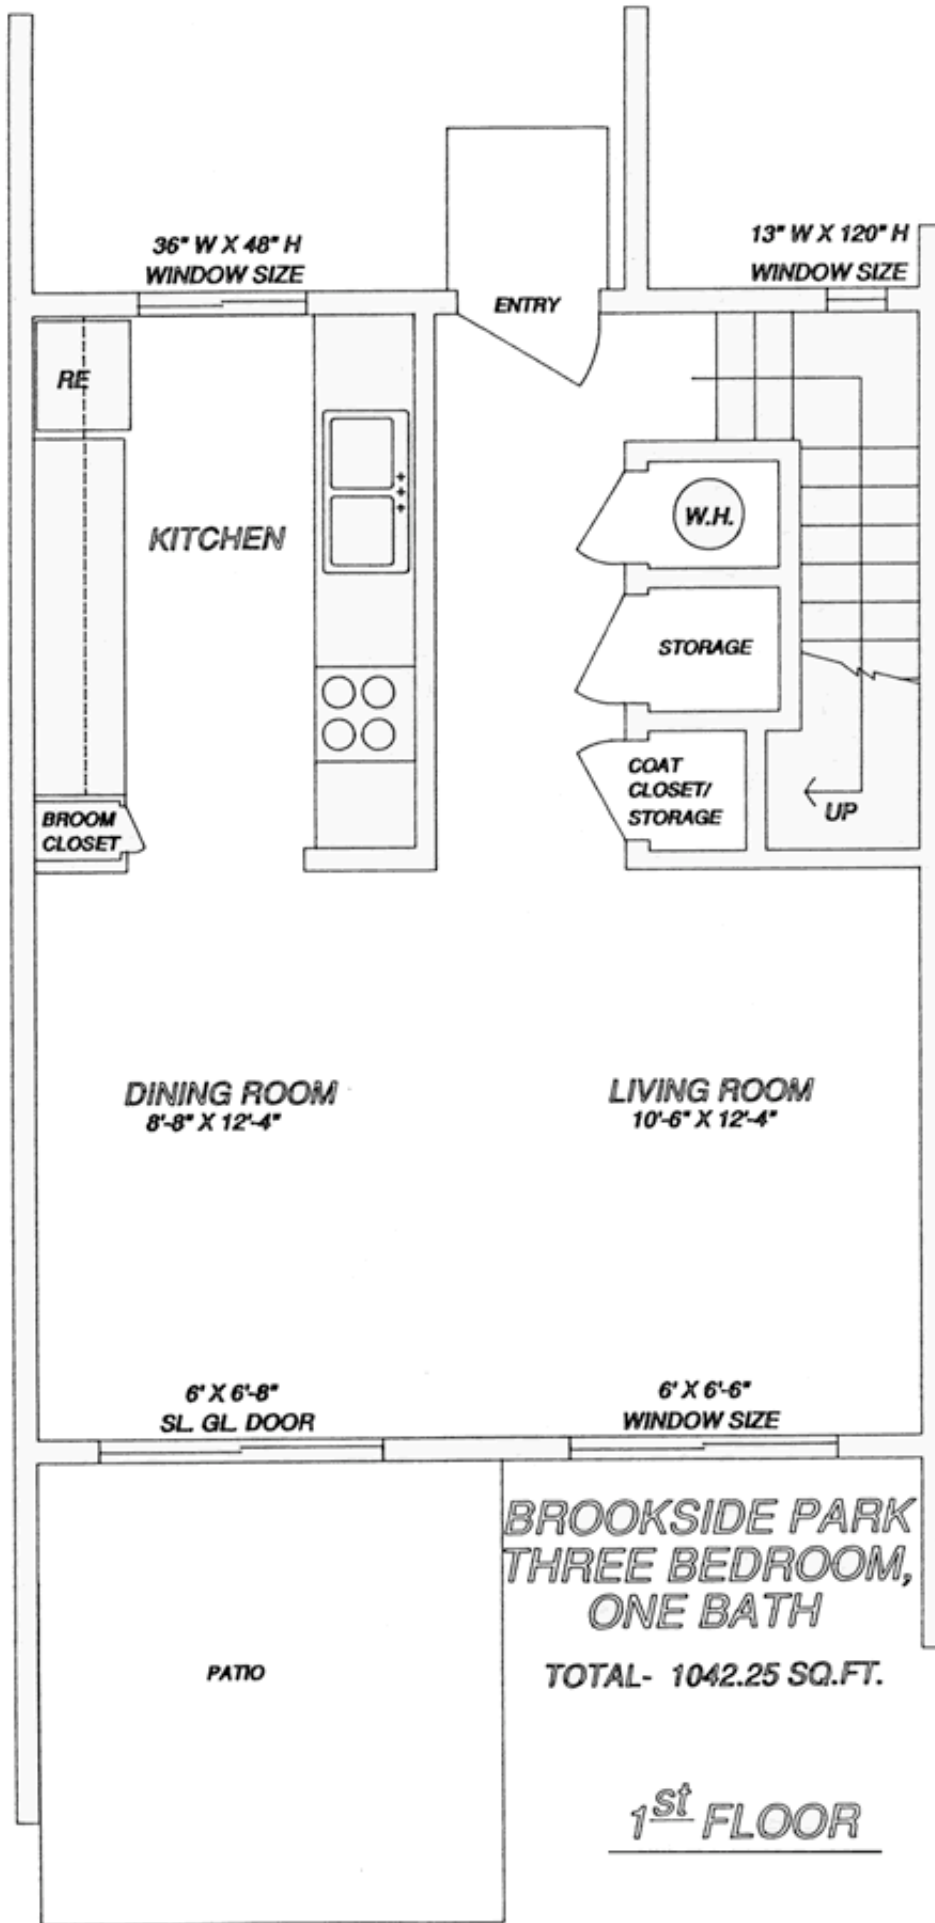 36" W X 48" H
WINDOW SIZE
13" W X 120" H
WINDOW SIZE
ENTRY
RE
KITCHEN
W.H.
STORAGE
COAT
CLOSET/
STORAGE
UP
BROOM
CLOSET
DINING ROOM
8'-8" X 12'-4"
LIVING ROOM
10'-6" X 12'-4"
6' X 6'-8"
SL. GL. DOOR
6' X 6'-6"
WINDOW SIZE
BROOKSIDE PARK
THREE BEDROOM,
ONE BATH
TOTAL- 1042.25 SQ.FT.
PATIO
1st FLOOR